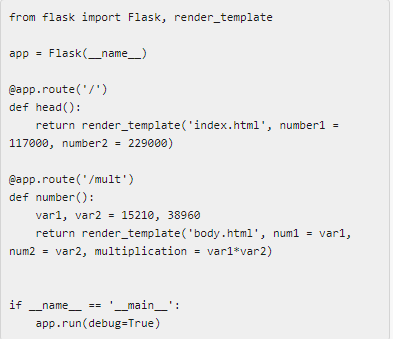 from flask import Flask, render_template
app = Flask(__name__)
@app.route('/')
def head():
    return render_template('index.html', number1 =
117000, number2 = 229000)
@app.route('/mult')
def number():
    var1, var2 = 15210, 38960
    return render_template('body.html', num1 = var1,
num2 = var2, multiplication = var1*var2)
if __name__ == '__main__':
    app.run(debug=True)